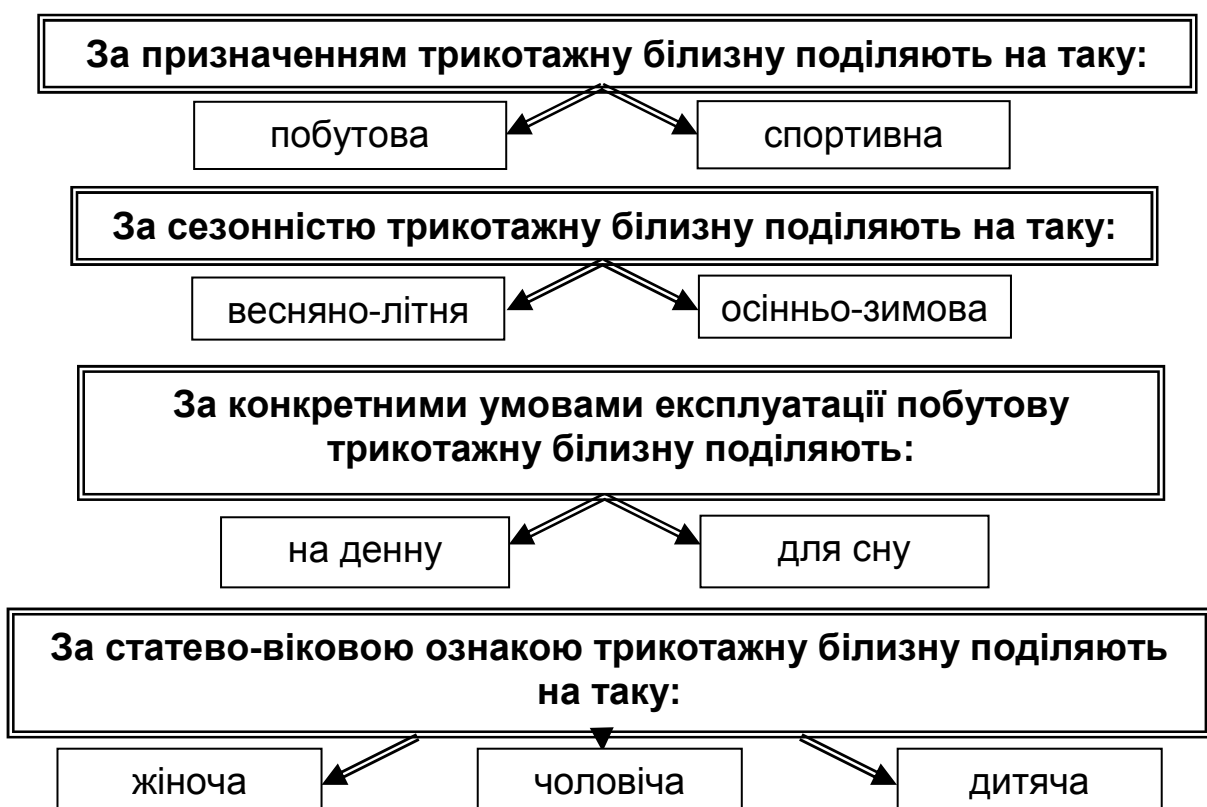 За призначенням трикотажну білизну поділяють на таку:
побутова
спортивна
За сезонністю трикотажну білизну поділяють на таку:
весняно-літня
осінньо-зимова
За конкретними умовами експлуатації побутову
трикотажну білизну поділяють:
на денну
для сну
За статево-віковою ознакою трикотажну білизну поділяють
на таку:
жіноча
чоловіча
дитяча